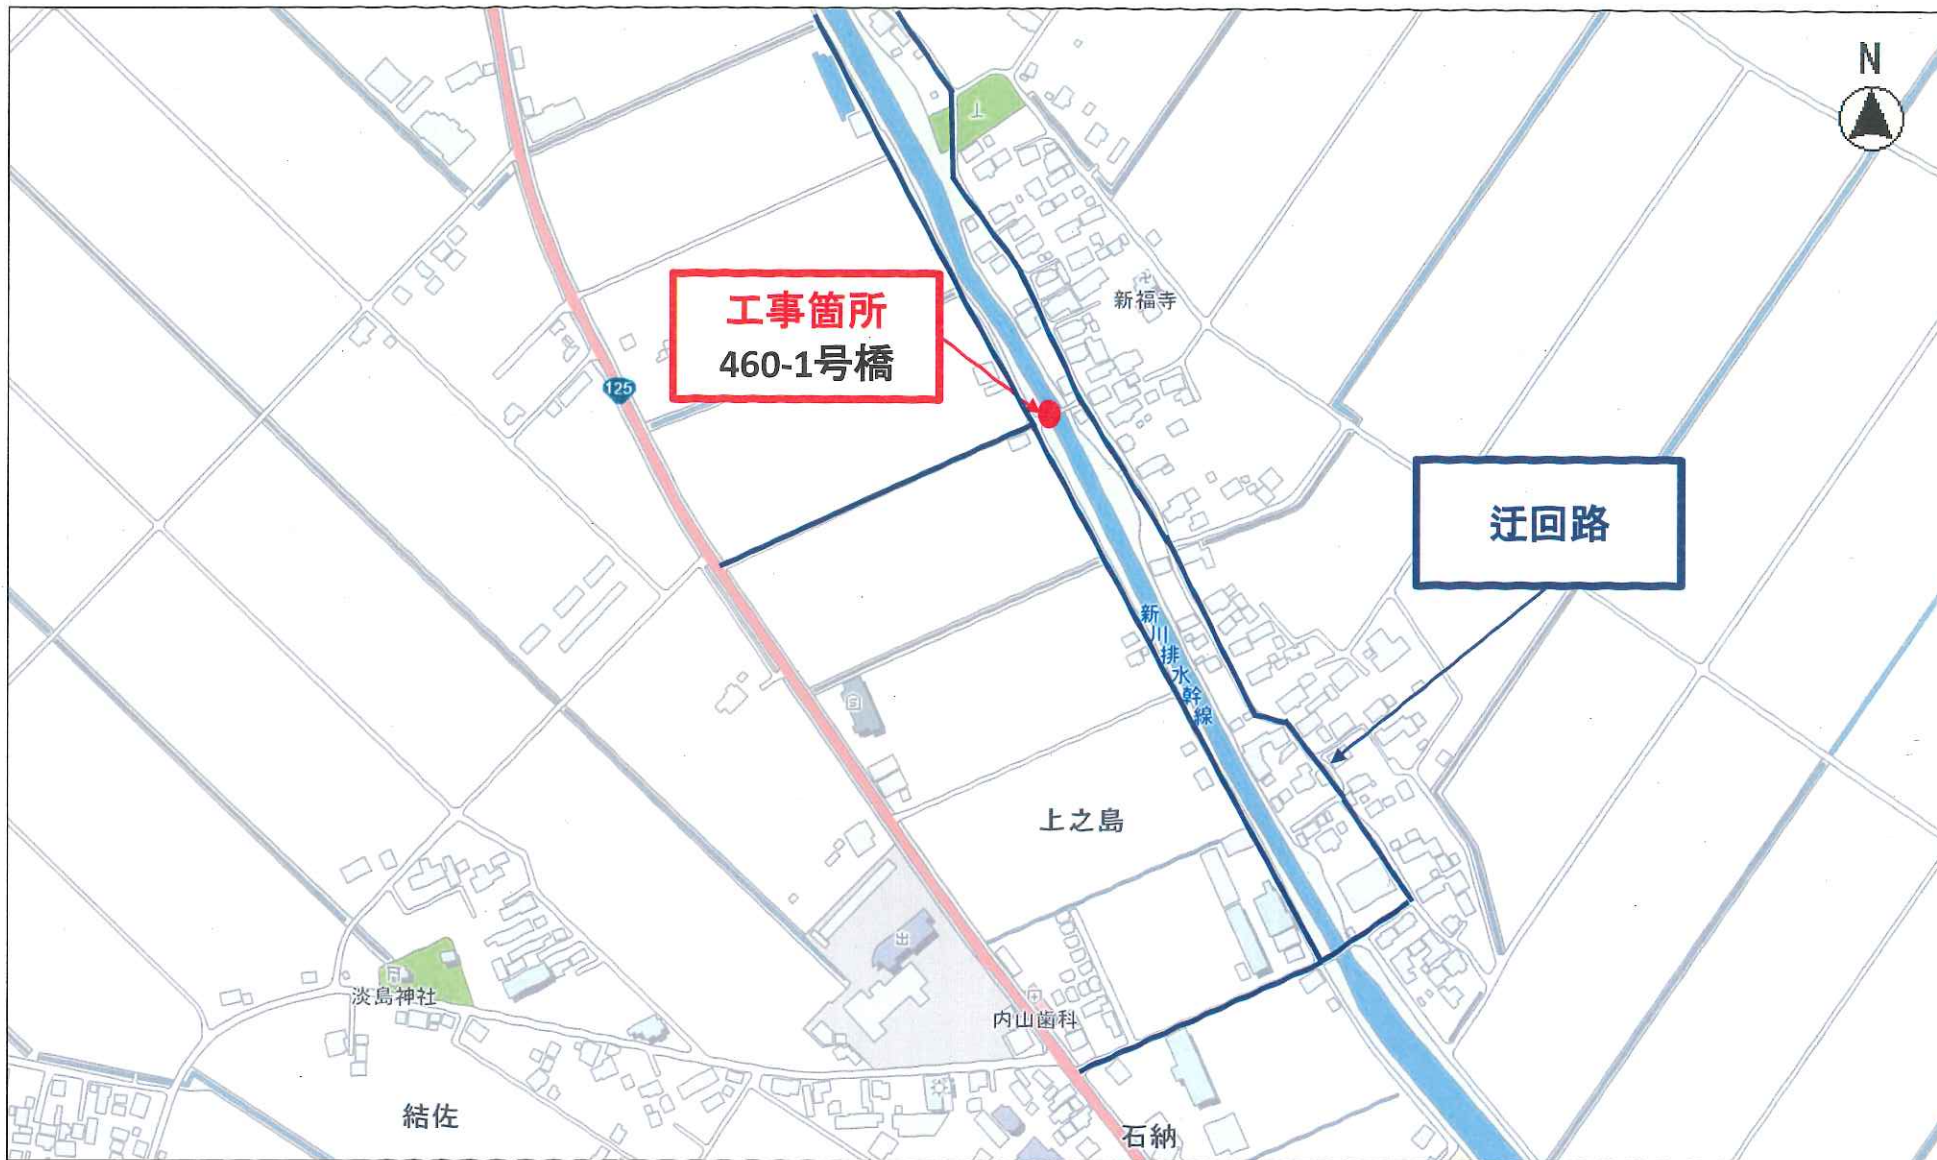 N
新福寺
工事箇所
460-1号橋
125
迂回路
新川排水幹線
上之島
淡島神社
内山歯科
結佐
石納